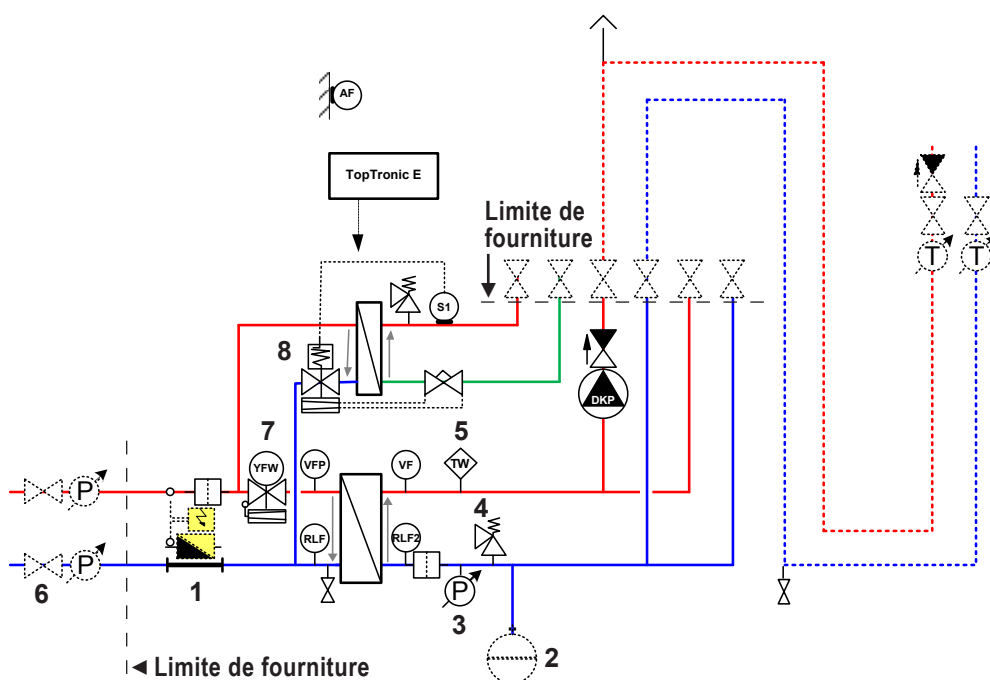 AF
TopTronic E
Limite de
fourniture
S1
8
DKP
T
T
7
5
YFW
VFP
VF
TW
P
4
RLF
RLF2
P
6
1
P
3
2
Limite de fourniture